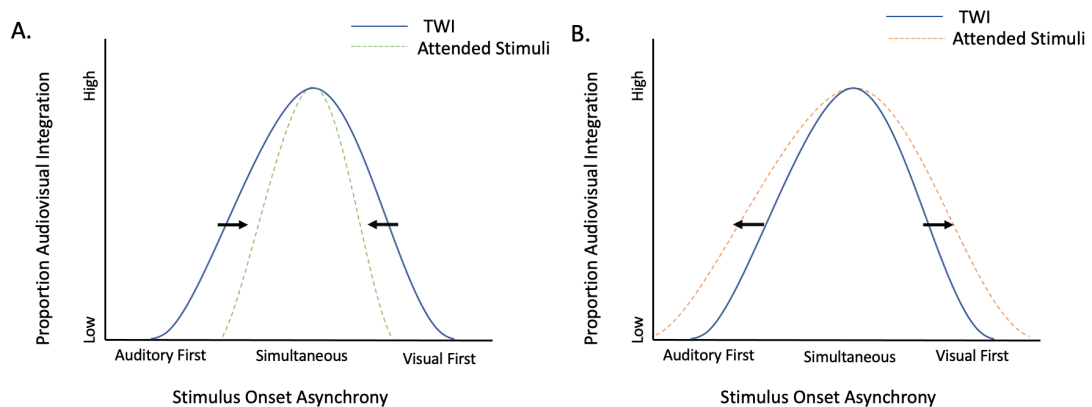 A.
TWI
Attended Stimuli
Proportion Audiovisual Integration
High
Low
Auditory First
Simultaneous
Visual First
Stimulus Onset Asynchrony
B.
TWI
Attended Stimuli
Proportion Audiovisual Integration
High
Low
Auditory First
Simultaneous
Visual First
Stimulus Onset Asynchrony